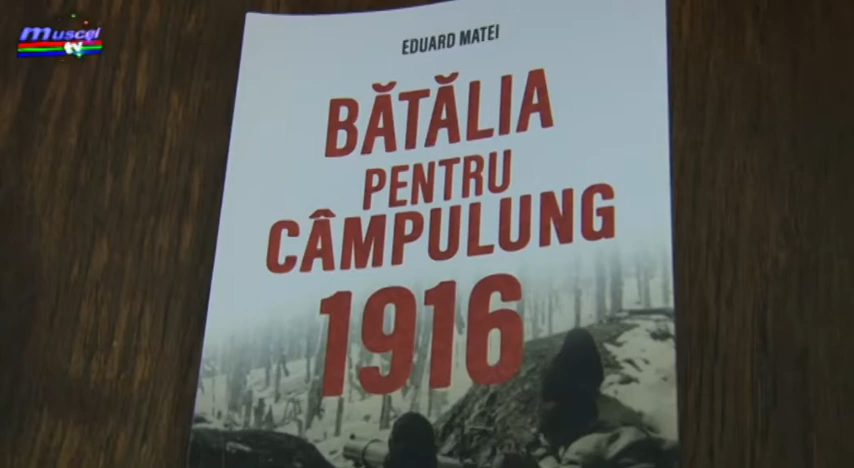 Muscel
tv
EDUARD MATEI
BĂTĂLIA
PENTRU
CÂMPULUNG
1916